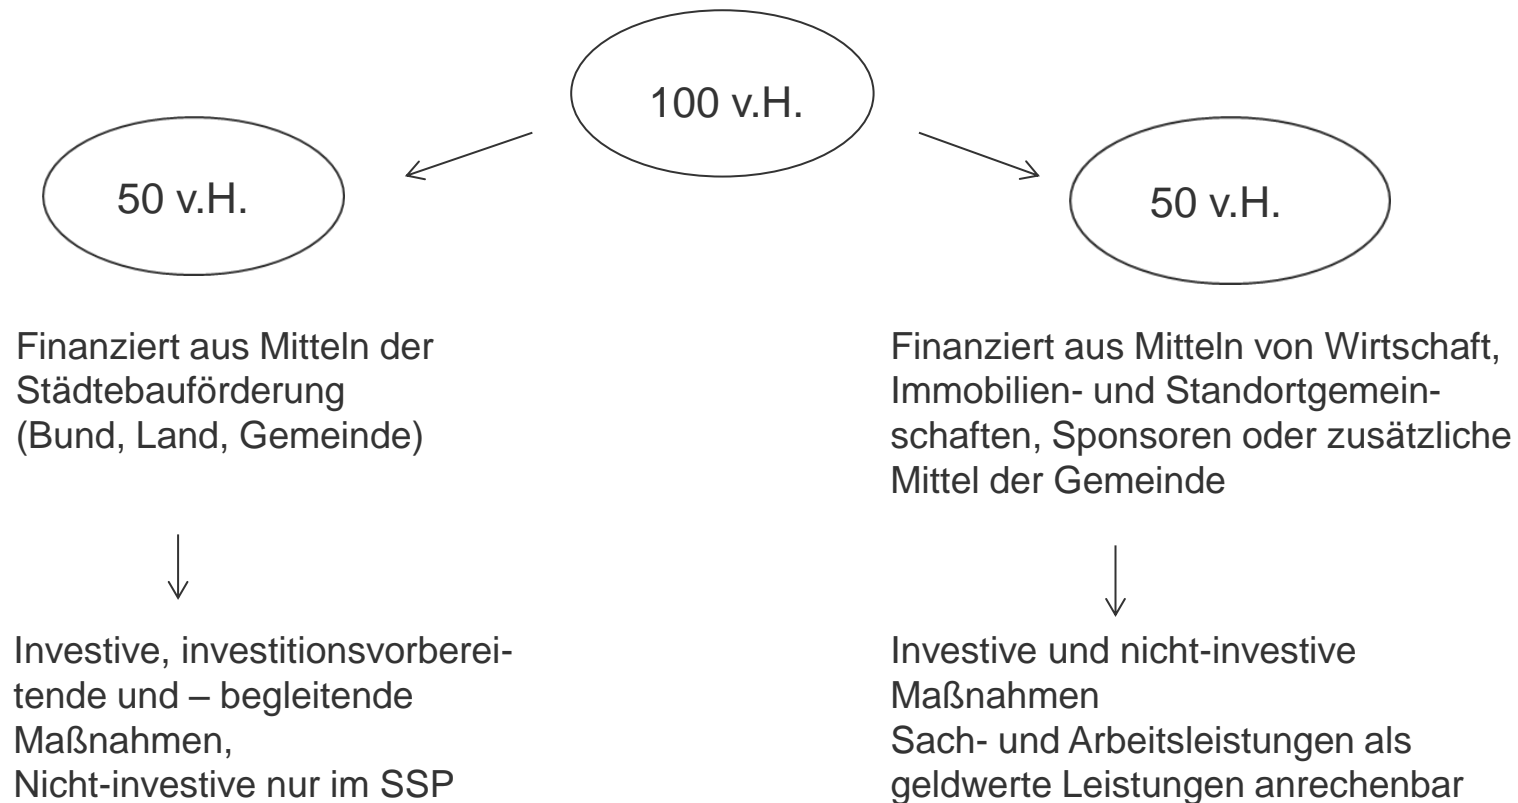 100 v.H.
50 v.H.
50 v.H.
Finanziert aus Mitteln der
Städtebauförderung
(Bund, Land, Gemeinde)
Finanziert aus Mitteln von Wirtschaft,
Immobilien- und Standortgemein-
schaften, Sponsoren oder zusätzliche
Mittel der Gemeinde
Investive, investitionsvorberei-
tende und – begleitende
Maßnahmen,
Nicht-investive nur im SSP
Investive und nicht-investive
Maßnahmen
Sach- und Arbeitsleistungen als
geldwerte Leistungen anrechenbar